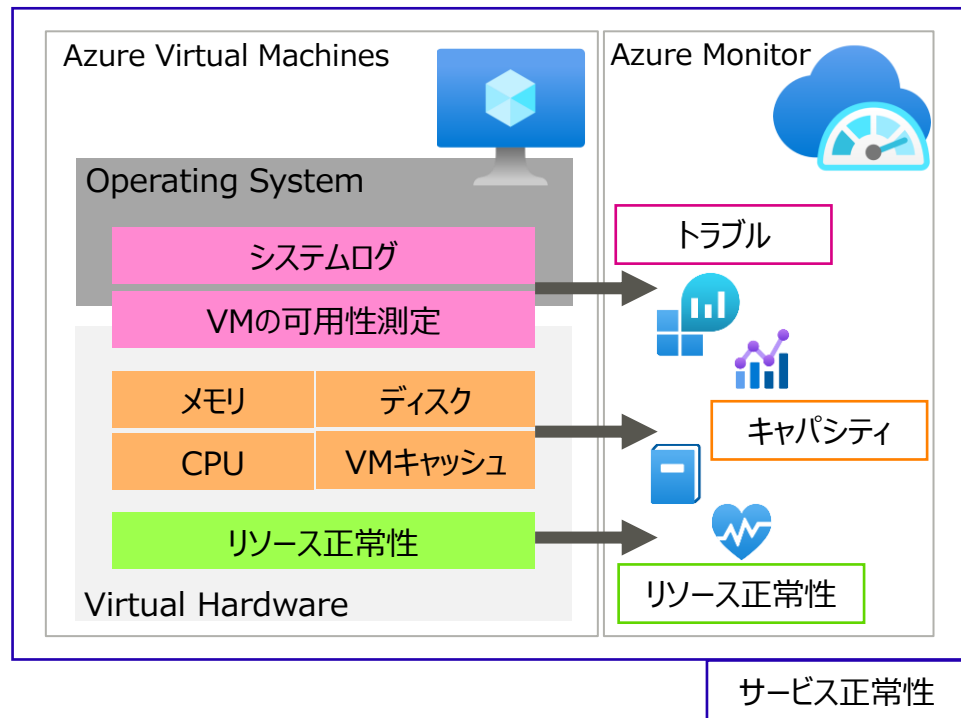 Azure Virtual Machines
Operating System
システムログ
VMの可用性測定
メモリ
ディスク
CPU
VMキャッシュ
リソース正常性
Virtual Hardware
Azure Monitor
トラブル
キャパシティ
リソース正常性
サービス正常性